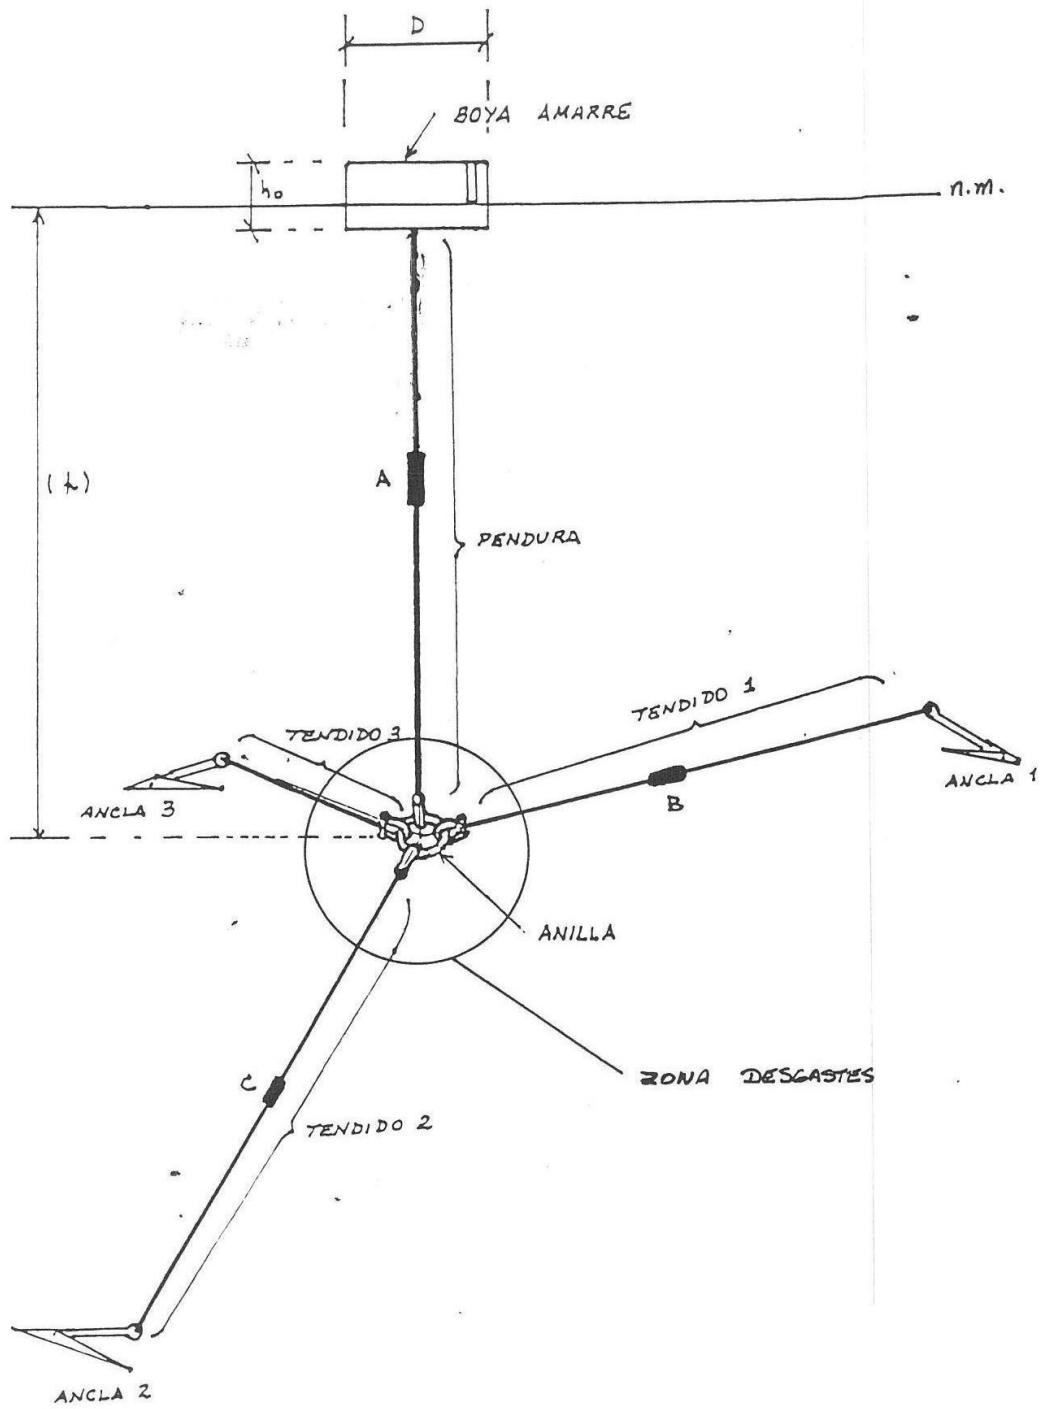 D
BOYA AMARRE
h₀
n.m.
(h)
A
PENDURA
TENDIDO 1
TENDIDO 3
ANCLA 1
B
ANCLA 3
ANILLA
ZONA DESGASTES
C
TENDIDO 2
ANCLA 2